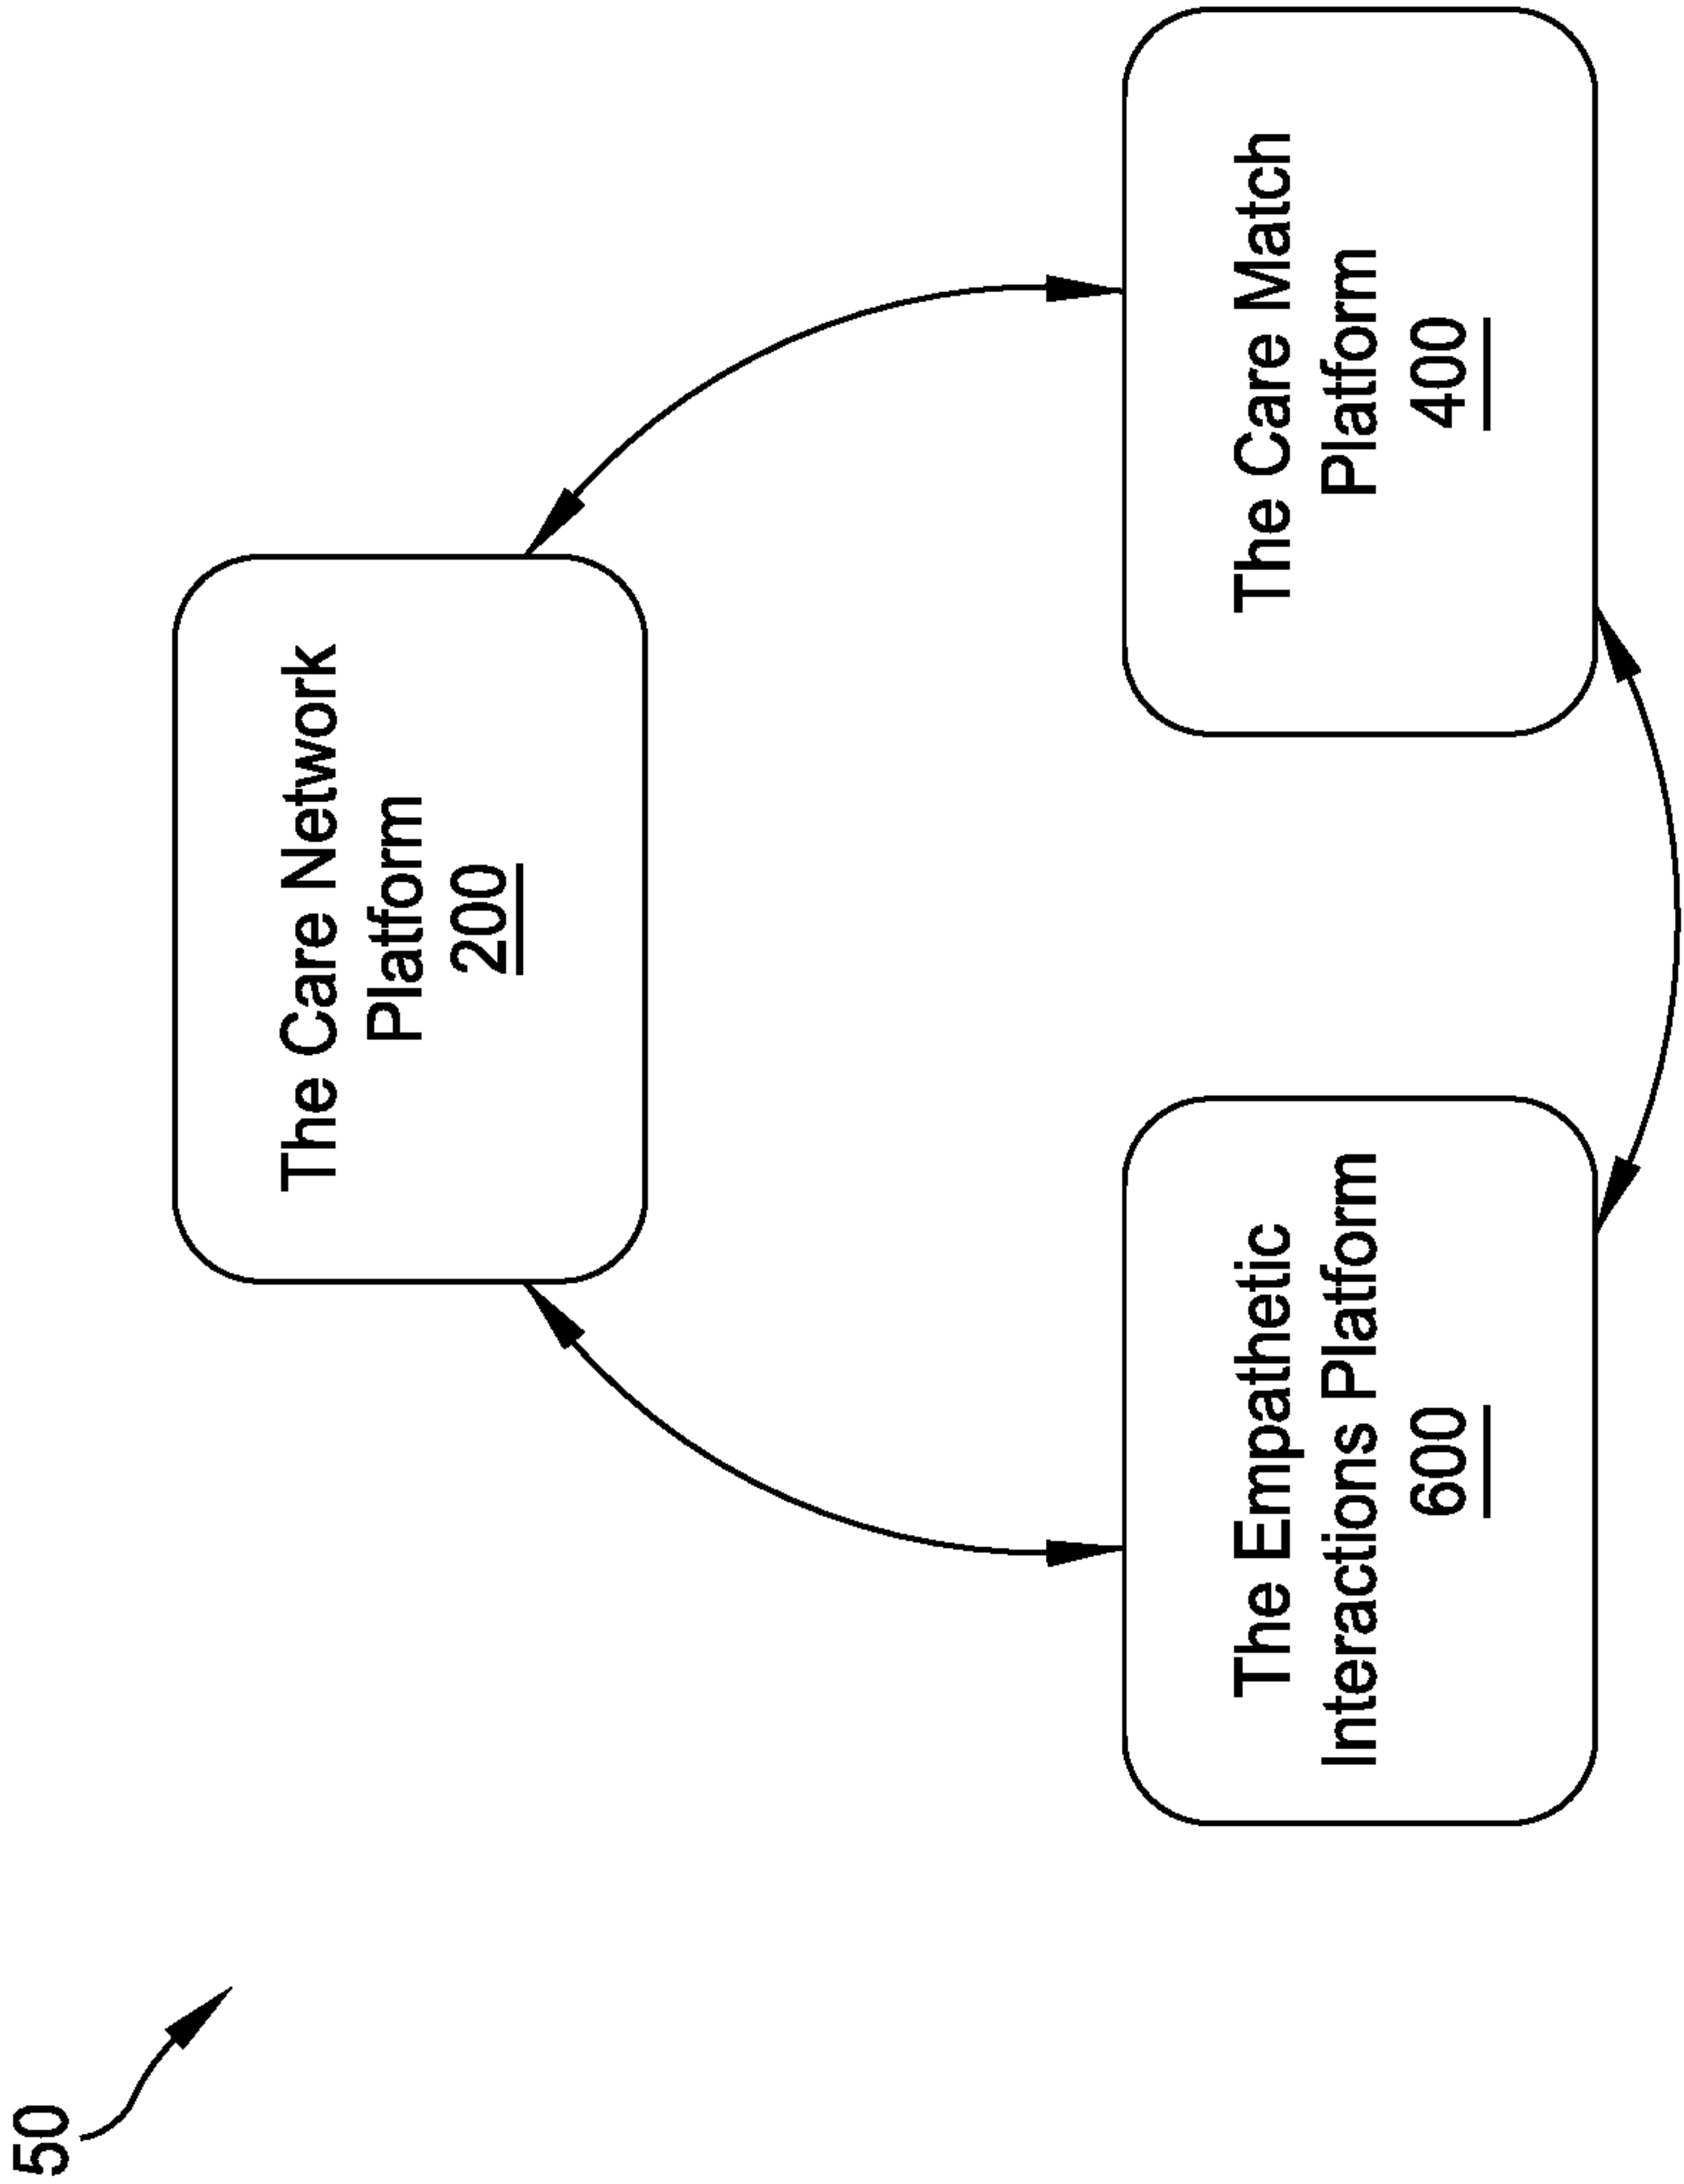 50
The Care Network
Platform
200
The Empathetic
Interactions Platform
600
The Care Match
Platform
400